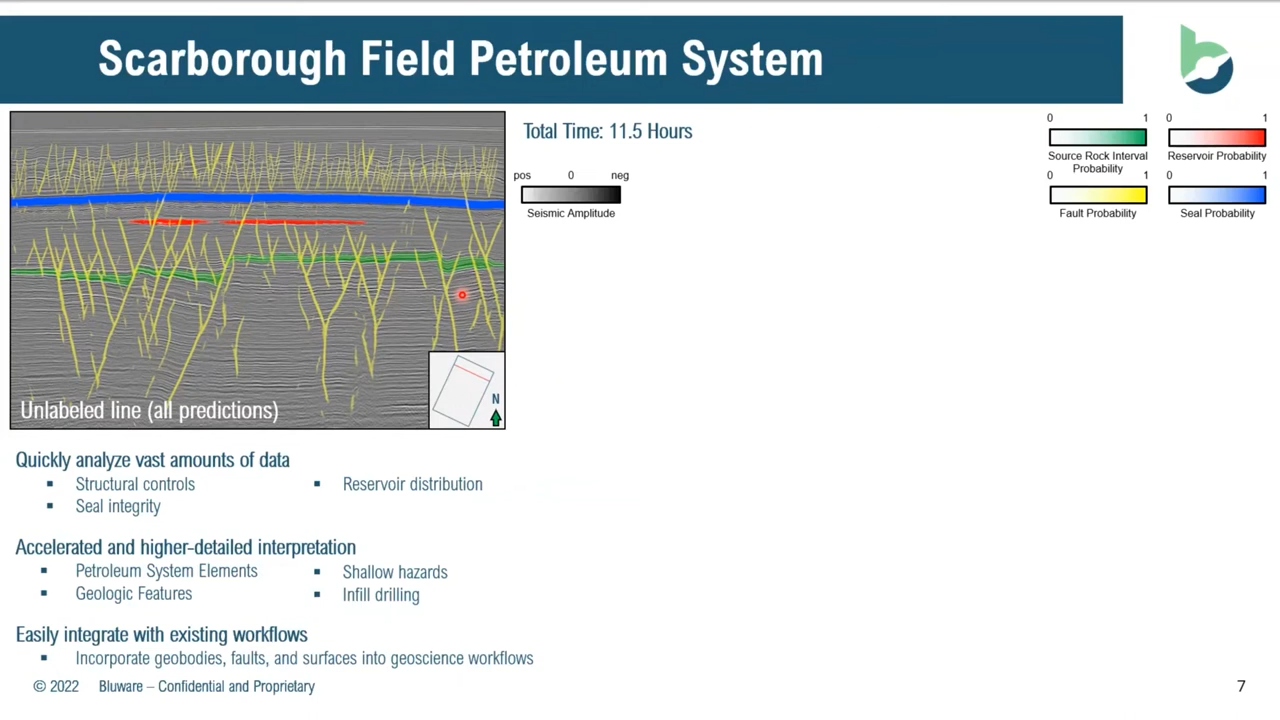 Scarborough Field Petroleum System
Total Time: 11.5 Hours
pos 0 neg
Seismic Amplitude
0 1
Source Rock Interval
Probability
0 1
Reservoir Probability
0 1
Fault Probability
0 1
Seal Probability
N
Unlabeled line (all predictions)
Quickly analyze vast amounts of data
▪ Structural controls
▪ Seal integrity
▪ Reservoir distribution
Accelerated and higher-detailed interpretation
▪ Petroleum System Elements
▪ Geologic Features
▪ Shallow hazards
▪ Infill drilling
Easily integrate with existing workflows
▪ Incorporate geobodies, faults, and surfaces into geoscience workflows
© 2022 Bluware – Confidential and Proprietary
7